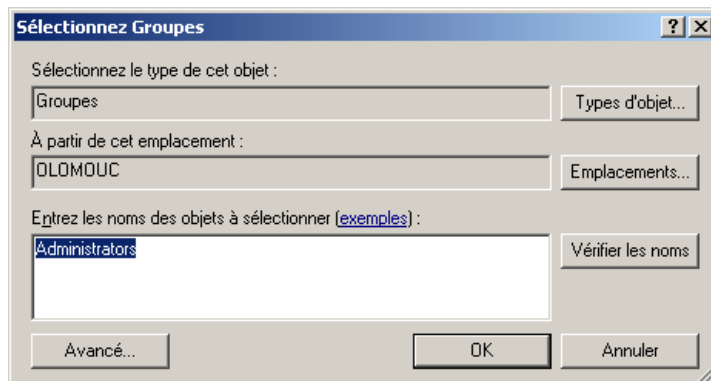 Sélectionnez Groupes
Sélectionnez le type de cet objet :
Groupes
Types d'objet...
À partir de cet emplacement :
OLOMOUC
Emplacements...
Entrez les noms des objets à sélectionner (exemples) :
Administrators
Vérifier les noms
Avancé...
OK
Annuler